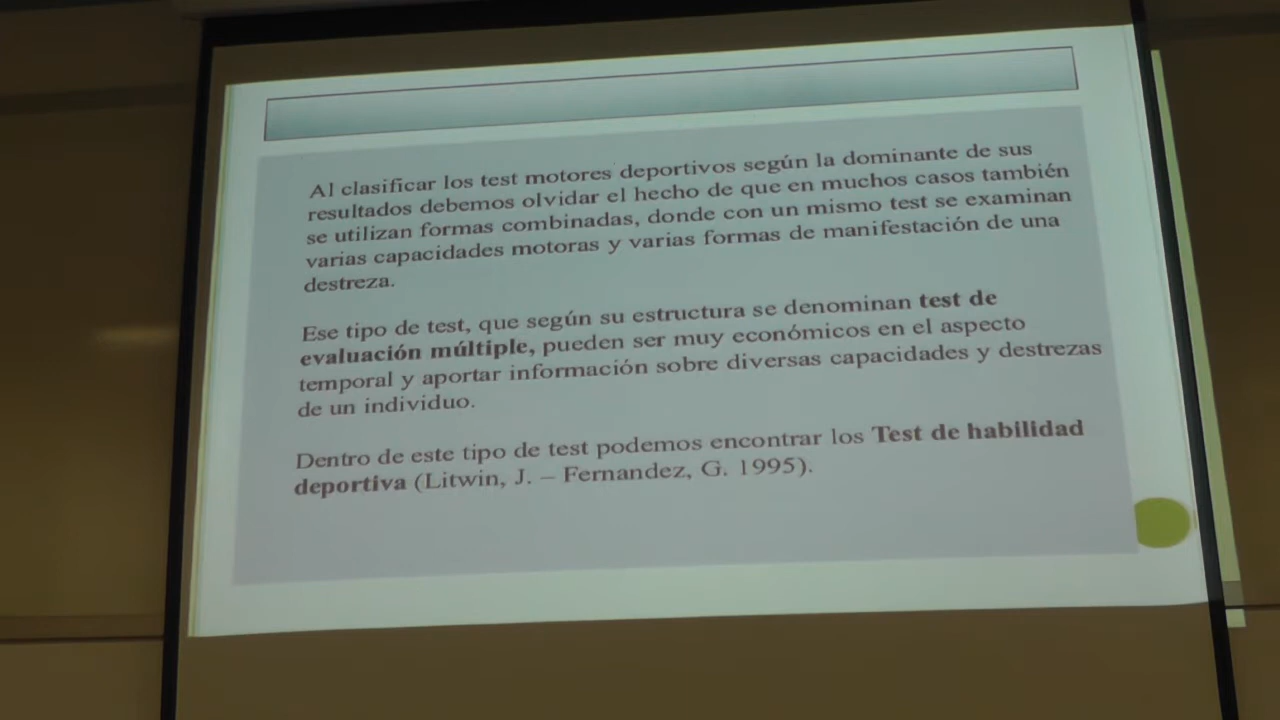 Al clasificar los test motores deportivos según la dominante de sus
resultados debemos olvidar el hecho de que en muchos casos también
se utilizan formas combinadas, donde con un mismo test se examinan
varias capacidades motoras y varias formas de manifestación de una
destreza.
Ese tipo de test, que según su estructura se denominan test de
evaluación múltiple, pueden ser muy económicos en el aspecto
temporal y aportar información sobre diversas capacidades y destrezas
de un individuo.
Dentro de este tipo de test podemos encontrar los Test de habilidad
deportiva (Litwin, J. – Fernandez, G. 1995).